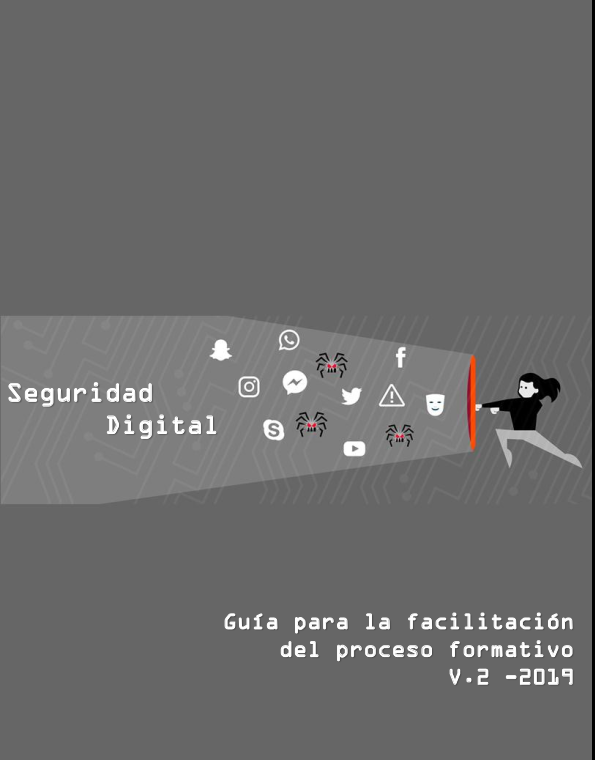 Seguridad
Digital
Guía para la facilitación
del proceso formativo
V.2 -2019